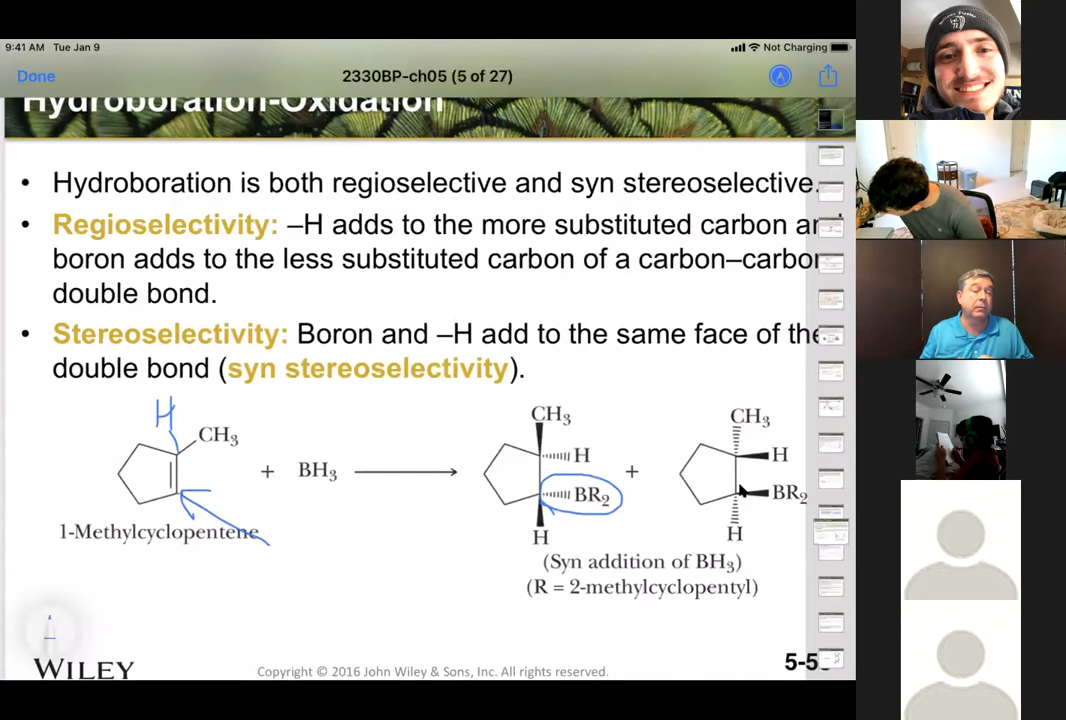 9:41 AM Tue Jan 9
Not Charging
Done
2330BP-ch05 (5 of 27)
Hydroboration-Oxidation
• Hydroboration is both regioselective and syn stereoselective.
• Regioselectivity: –H adds to the more substituted carbon an
boron adds to the less substituted carbon of a carbon–carbon
double bond.
• Stereoselectivity: Boron and –H add to the same face of the
double bond (syn stereoselectivity).
H
CH3
+ BH3
CH3
H
BR2
H
+
CH3
H
BR2
H
1-Methylcyclopentene
(Syn addition of BH3)
(R = 2-methylcyclopentyl)
WILEY
Copyright © 2016 John Wiley & Sons, Inc. All rights reserved.
5-5